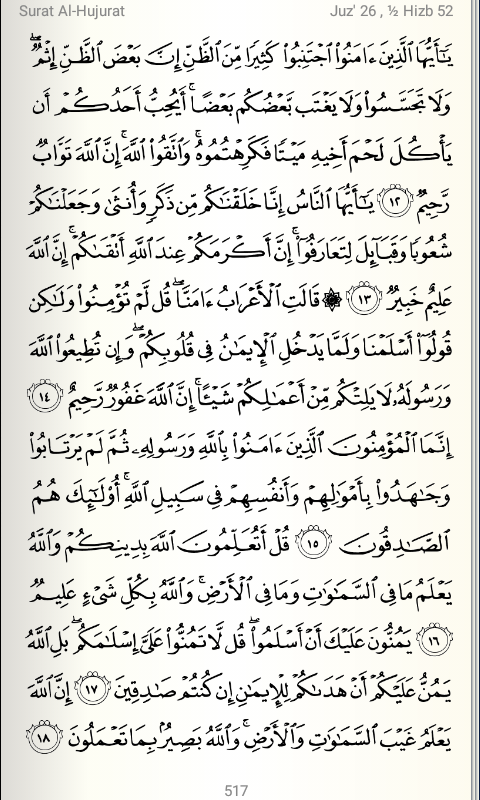 Surat Al-Hujurat
Juz' 26 , ½ Hizb 52
يَـٰٓأَيُّهَا ٱلَّذِينَ ءَامَنُوا۟ ٱجْتَنِبُوا۟ كَثِيرًا مِّنَ ٱلظَّنِّ إِنَّ بَعْضَ ٱلظَّنِّ إِثْمٌ ۖ
وَلَا تَجَسَّسُوا۟ وَلَا يَغْتَب بَّعْضُكُم بَعْضًا ۚ أَيُحِبُّ أَحَدُكُمْ أَن
يَأْكُلَ لَحْمَ أَخِيهِ مَيْتًا فَكَرِهْتُمُوهُ ۚ وَٱتَّقُوا۟ ٱللَّهَ ۚ إِنَّ ٱللَّهَ تَوَّابٌ
رَّحِيمٌ ١٢ يَـٰٓأَيُّهَا ٱلنَّاسُ إِنَّا خَلَقْنَـٰكُم مِّن ذَكَرٍ وَأُنثَىٰ وَجَعَلْنَـٰكُمْ
شُعُوبًا وَقَبَآئِلَ لِتَعَارَفُوٓا۟ ۚ إِنَّ أَكْرَمَكُمْ عِندَ ٱللَّهِ أَتْقَىٰكُمْ ۚ إِنَّ ٱللَّهَ
عَلِيمٌ خَبِيرٌ ١٣ ۞ قَالَتِ ٱلْأَعْرَابُ ءَامَنَّا ۖ قُل لَّمْ تُؤْمِنُوا۟ وَلَـٰكِن
قُولُوٓا۟ أَسْلَمْنَا وَلَمَّا يَدْخُلِ ٱلْإِيمَـٰنُ فِى قُلُوبِكُمْ ۖ وَإِن تُطِيعُوا۟ ٱللَّهَ
وَرَسُولَهُۥ لَا يَلِتْكُم مِّنْ أَعْمَـٰلِكُمْ شَيْـًٔا ۚ إِنَّ ٱللَّهَ غَفُورٌ رَّحِيمٌ ١٤
إِنَّمَا ٱلْمُؤْمِنُونَ ٱلَّذِينَ ءَامَنُوا۟ بِٱللَّهِ وَرَسُولِهِۦ ثُمَّ لَمْ يَرْتَابُوا۟
وَجَـٰهَدُوا۟ بِأَمْوَٰلِهِمْ وَأَنفُسِهِمْ فِى سَبِيلِ ٱللَّهِ ۚ أُو۟لَـٰٓئِكَ هُمُ
ٱلصَّـٰدِقُونَ ١٥ قُلْ أَتُعَلِّمُونَ ٱللَّهَ بِدِينِكُمْ وَٱللَّهُ
يَعْلَمُ مَا فِى ٱلسَّمَـٰوَٰتِ وَمَا فِى ٱلْأَرْضِ ۚ وَٱللَّهُ بِكُلِّ شَىْءٍ عَلِيمٌ
١٦ يَمُنُّونَ عَلَيْكَ أَنْ أَسْلَمُوا۟ ۖ قُل لَّا تَمُنُّوا۟ عَلَىَّ إِسْلَـٰمَكُم ۖ بَلِ ٱللَّهُ
يَمُنُّ عَلَيْكُمْ أَنْ هَدَىٰكُمْ لِلْإِيمَـٰنِ إِن كُنتُمْ صَـٰدِقِينَ ١٧ إِنَّ ٱللَّهَ
يَعْلَمُ غَيْبَ ٱلسَّمَـٰوَٰتِ وَٱلْأَرْضِ ۚ وَٱللَّهُ بَصِيرٌۢ بِمَا تَعْمَلُونَ ١٨
517